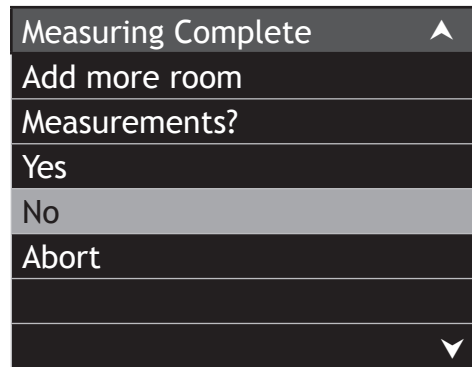 Measuring Complete
Add more room
Measurements?
Yes
No
Abort